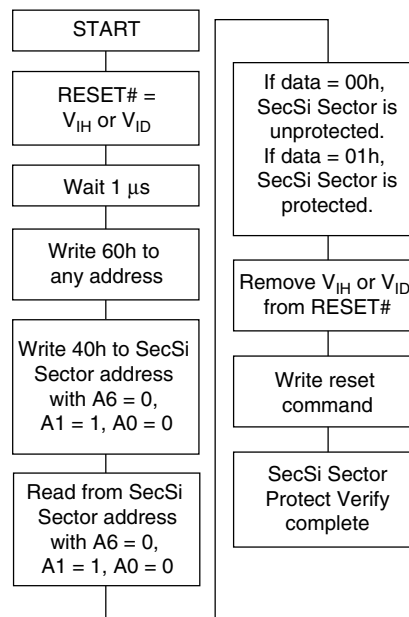 START
RESET# =
V_IH or V_ID
Wait 1 μs
Write 60h to
any address
Write 40h to SecSi
Sector address
with A6 = 0,
A1 = 1, A0 = 0
Read from SecSi
Sector address
with A6 = 0,
A1 = 1, A0 = 0
If data = 00h,
SecSi Sector is
unprotected.
If data = 01h,
SecSi Sector is
protected.
Remove V_IH or V_ID
from RESET#
Write reset
command
SecSi Sector
Protect Verify
complete